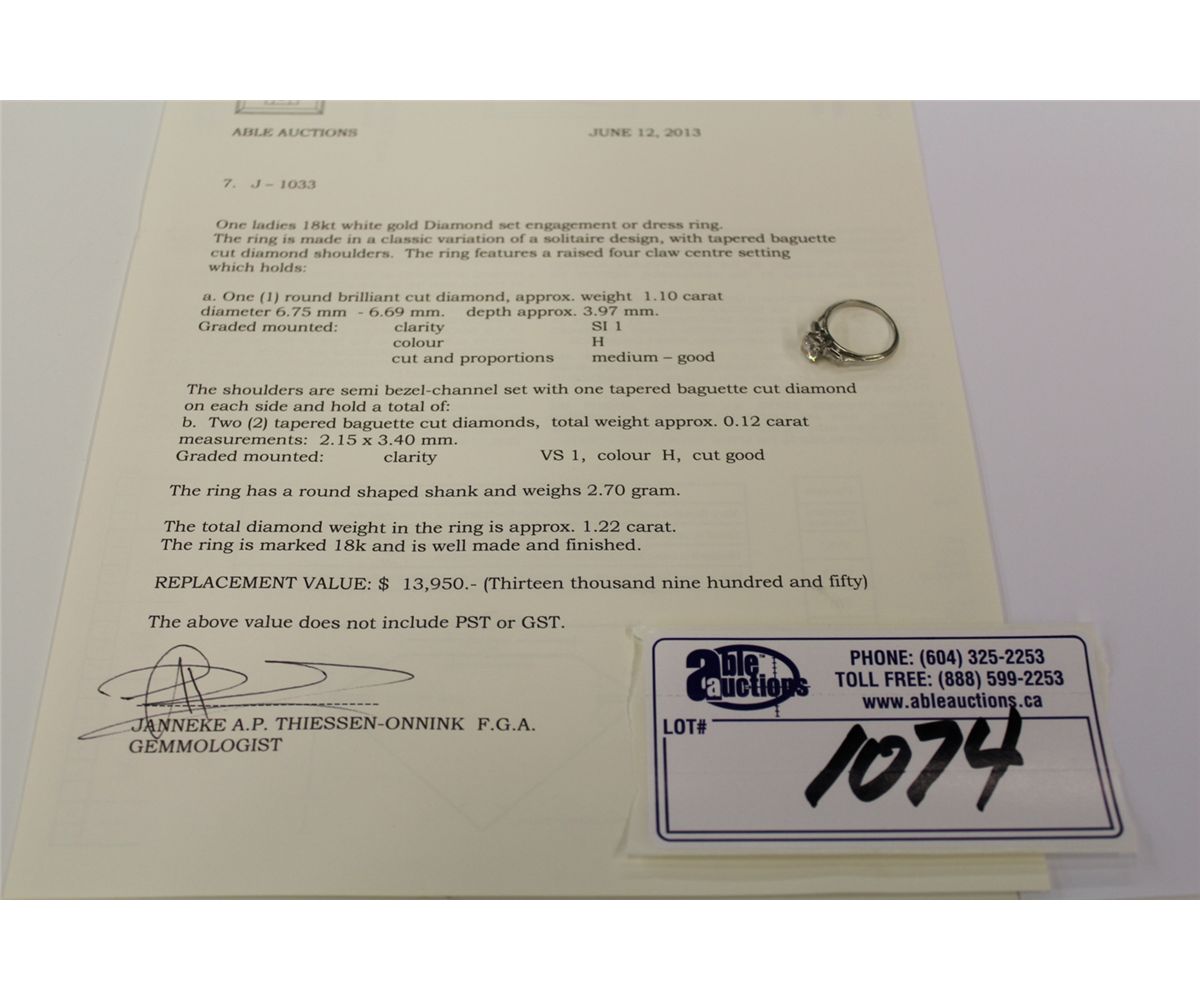 ABLE AUCTIONS JUNE 12, 2013
7. J – 1033
One ladies 18kt white gold Diamond set engagement or dress ring.
The ring is made in a classic variation of a solitaire design, with tapered baguette
cut diamond shoulders. The ring features a raised four claw centre setting
which holds:
a. One (1) round brilliant cut diamond, approx. weight 1.10 carat
diameter 6.75 mm - 6.69 mm. depth approx. 3.97 mm.
Graded mounted: clarity SI 1
colour H
cut and proportions medium – good
The shoulders are semi bezel-channel set with one tapered baguette cut diamond
on each side and hold a total of:
b. Two (2) tapered baguette cut diamonds, total weight approx. 0.12 carat
measurements: 2.15 x 3.40 mm.
Graded mounted: clarity VS 1, colour H, cut good
The ring has a round shaped shank and weighs 2.70 gram.
The total diamond weight in the ring is approx. 1.22 carat.
The ring is marked 18k and is well made and finished.
REPLACEMENT VALUE: $ 13,950.- (Thirteen thousand nine hundred and fifty)
The above value does not include PST or GST.
JANNEKE A.P. THIESSEN-ONNINK F.G.A.
GEMMOLOGIST
able auctions™
PHONE: (604) 325-2253
TOLL FREE: (888) 599-2253
www.ableauctions.ca
LOT#
1074